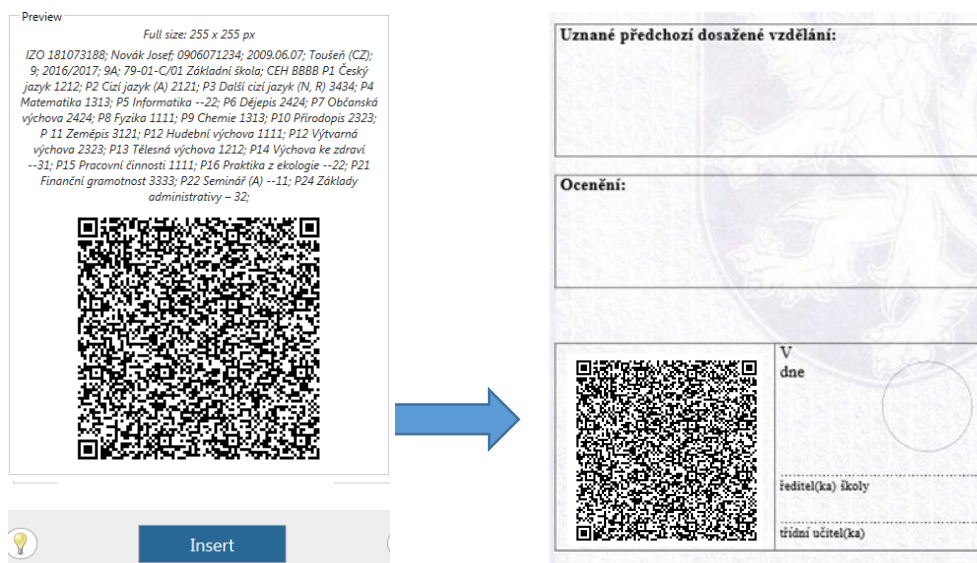 Preview
Full size: 255 x 255 px
IZO 181073188; Novák Josef; 0906071234; 2009.06.07; Toušeň (CZ);
9; 2016/2017; 9A; 79-01-C/01 Základní škola; CEH BBBB P1 Český
jazyk 1212; P2 Cizí jazyk (A) 2121; P3 Další cizí jazyk (N, R) 3434; P4
Matematika 1313; P5 Informatika --22; P6 Dějepis 2424; P7 Občanská
výchova 2424; P8 Fyzika 1111; P9 Chemie 1313; P10 Přírodopis 2323;
P 11 Zeměpis 3121; P12 Hudební výchova 1111; P12 Výtvarná
výchova 2323; P13 Tělesná výchova 1212; P14 Výchova ke zdraví
--31; P15 Pracovní činnosti 1111; P16 Praktika z ekologie --22; P21
Finanční gramotnost 3333; P22 Seminář (A) --11; P24 Základy
administrativy – 32;
Insert
Uznané předchozí dosažené vzdělání:
Ocenění:
V
dne
ředitel(ka) školy
třídní učitel(ka)